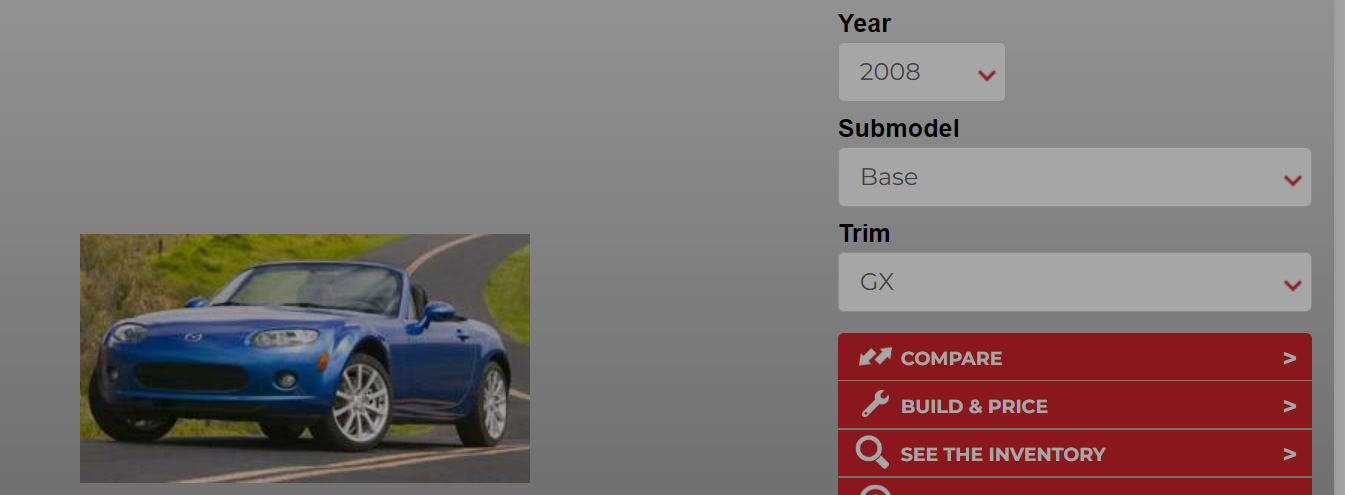 Year
2008
Submodel
Base
Trim
GX
COMPARE >
BUILD & PRICE >
SEE THE INVENTORY >